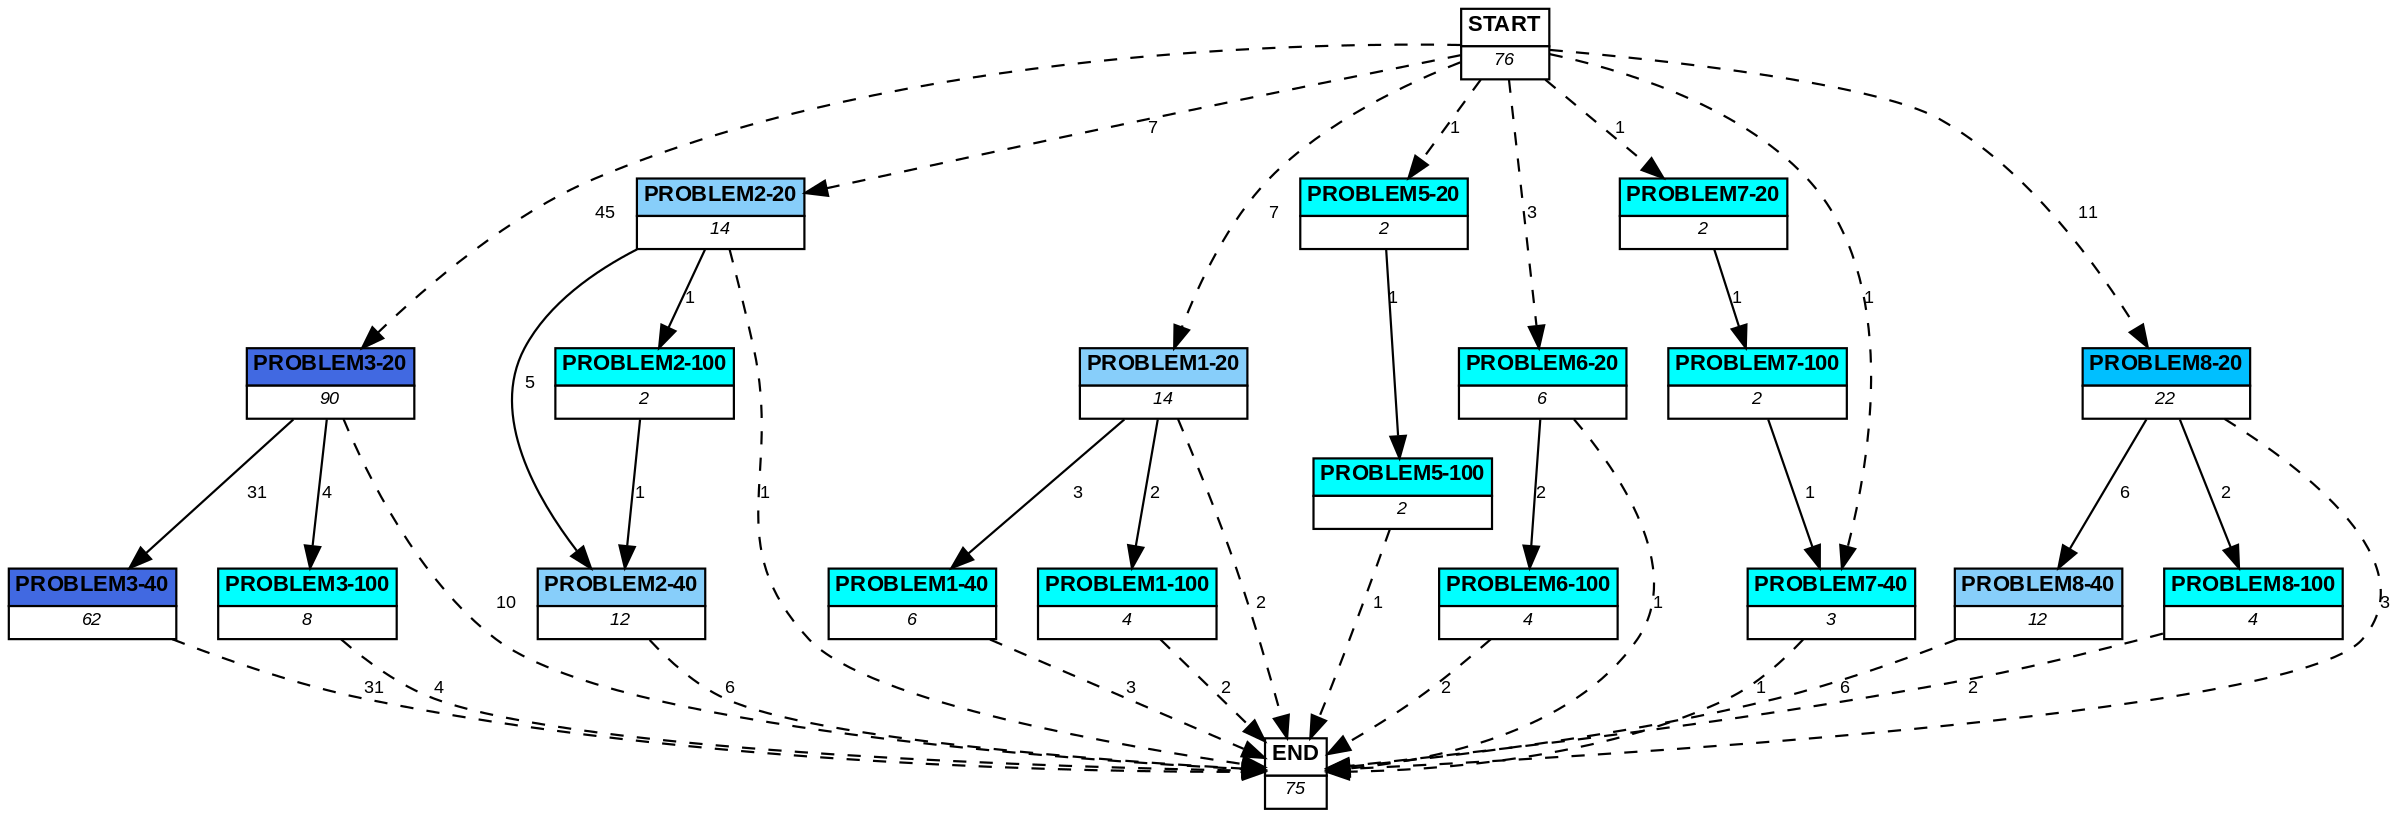 START
76
7
1
1
PROBLEM2-20
14
PROBLEM5-20
2
PROBLEM7-20
2
45
7
3
11
1
1
1
1
PROBLEM3-20
90
PROBLEM2-100
2
PROBLEM1-20
14
PROBLEM6-20
6
PROBLEM7-100
2
PROBLEM8-20
22
5
PROBLEM5-100
2
31
4
1
1
3
2
2
1
6
2
PROBLEM3-40
62
PROBLEM3-100
8
PROBLEM2-40
12
PROBLEM1-40
6
PROBLEM1-100
4
PROBLEM6-100
4
PROBLEM7-40
3
PROBLEM8-40
12
PROBLEM8-100
4
10
2
1
1
3
31
4
6
3
2
2
1
6
2
END
75